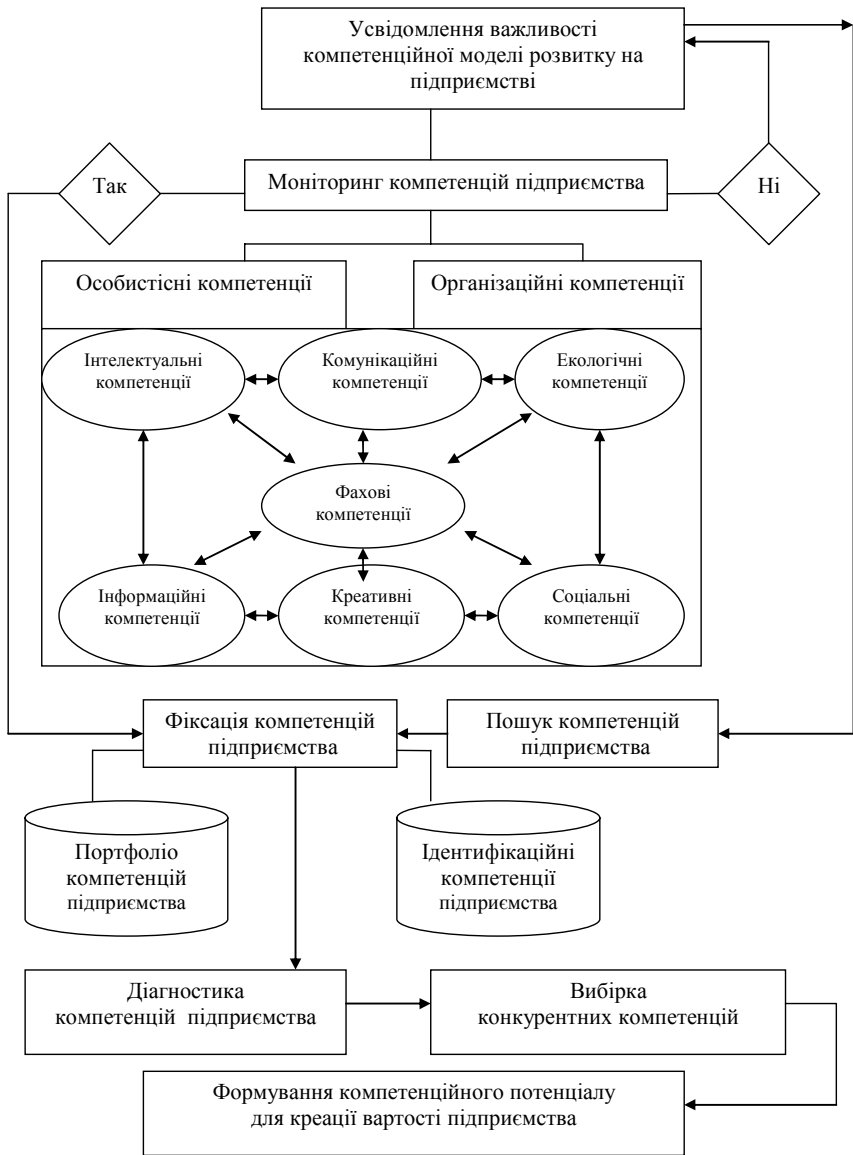 Усвідомлення важливості
компетенційної моделі розвитку на
підприємстві
Так
Моніторинг компетенцій підприємства
Ні
Особистісні компетенції
Організаційні компетенції
Інтелектуальні
компетенції
Комунікаційні
компетенції
Екологічні
компетенції
Фахові
компетенції
Інформаційні
компетенції
Креативні
компетенції
Соціальні
компетенції
Фіксація компетенцій
підприємства
Пошук компетенцій
підприємства
Портфоліо
компетенцій
підприємства
Ідентифікаційні
компетенції
підприємства
Діагностика
компетенцій підприємства
Вибірка
конкурентних компетенцій
Формування компетенційного потенціалу
для креації вартості підприємства